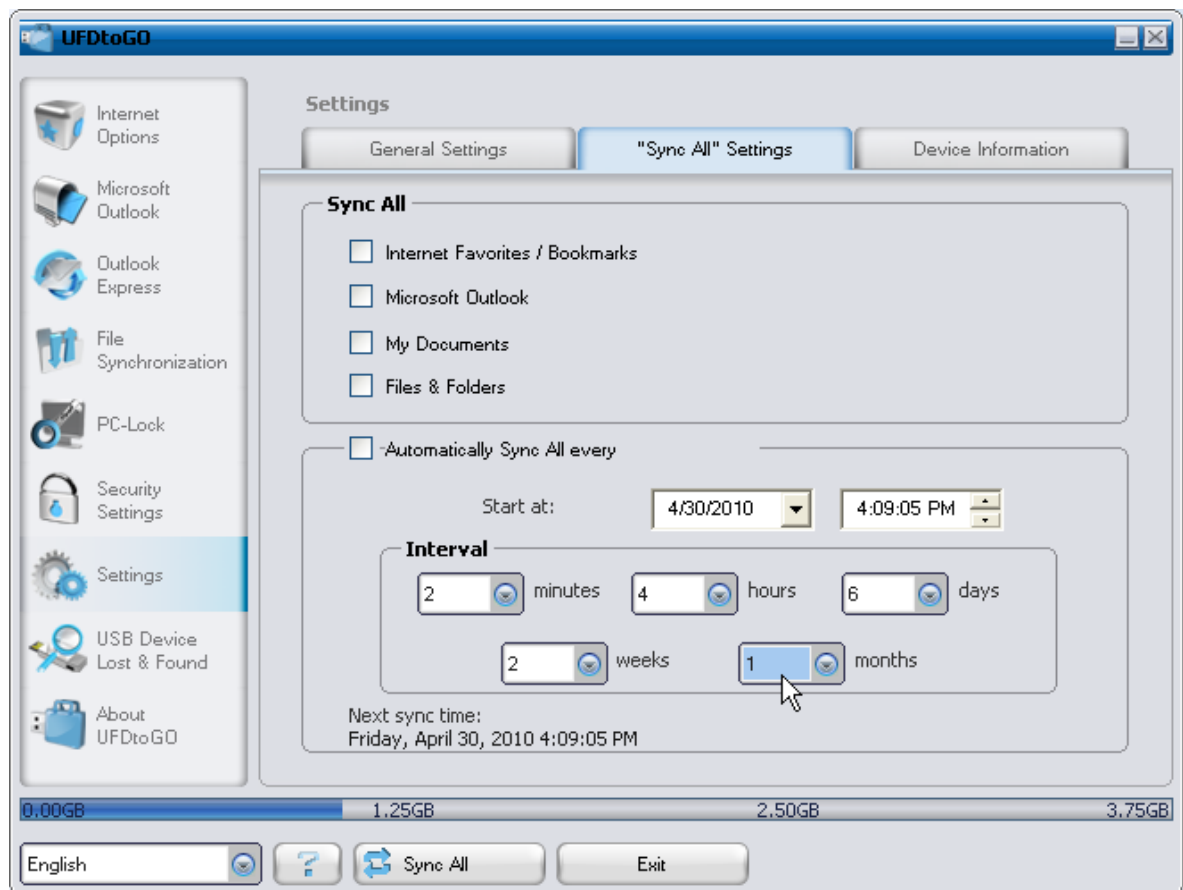 UFDtoGO
Internet
Options
Microsoft
Outlook
Outlook
Express
File
Synchronization
PC-Lock
Security
Settings
Settings
USB Device
Lost & Found
About
UFDtoGO
Settings
General Settings
"Sync All" Settings
Device Information
Sync All
Internet Favorites / Bookmarks
Microsoft Outlook
My Documents
Files & Folders
Automatically Sync All every
Start at: 4/30/2010 4:09:05 PM
Interval
2 minutes 4 hours 6 days
2 weeks 1 months
Next sync time:
Friday, April 30, 2010 4:09:05 PM
0.00GB 1.25GB 2.50GB 3.75GB
English ? Sync All Exit